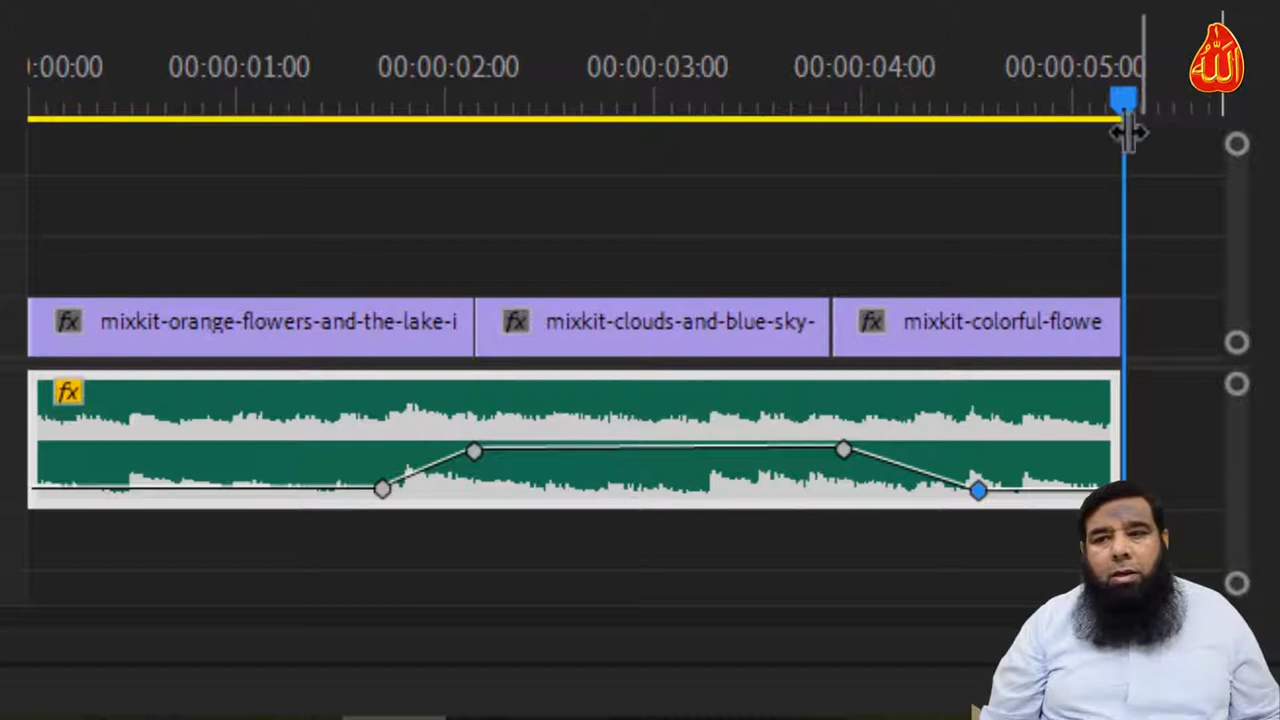 :00:00 00:00:01:00 00:00:02:00 00:00:03:00 00:00:04:00 00:00:05:00
الله
fx mixkit-orange-flowers-and-the-lake-i fx mixkit-clouds-and-blue-sky- fx mixkit-colorful-flowe
fx